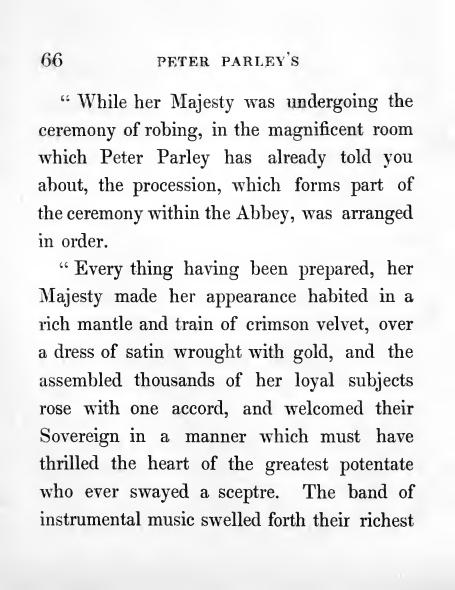 66 PETER PARLEY'S
“ While her Majesty was undergoing the
ceremony of robing, in the magnificent room
which Peter Parley has already told you
about, the procession, which forms part of
the ceremony within the Abbey, was arranged
in order.
“ Every thing having been prepared, her
Majesty made her appearance habited in a
rich mantle and train of crimson velvet, over
a dress of satin wrought with gold, and the
assembled thousands of her loyal subjects
rose with one accord, and welcomed their
Sovereign in a manner which must have
thrilled the heart of the greatest potentate
who ever swayed a sceptre. The band of
instrumental music swelled forth their richest